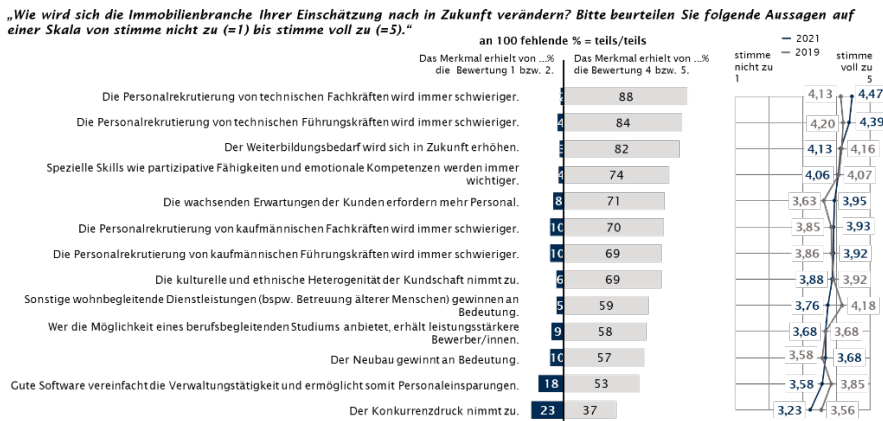 „Wie wird sich die Immobilienbranche Ihrer Einschätzung nach in Zukunft verändern? Bitte beurteilen Sie folgende Aussagen auf
einer Skala von stimme nicht zu (=1) bis stimme voll zu (=5).“
an 100 fehlende % = teils/teils
Das Merkmal erhielt von ...%
die Bewertung 1 bzw. 2.
Das Merkmal erhielt von ...%
die Bewertung 4 bzw. 5.
2021
2019
stimme
nicht zu
1
stimme
voll zu
5
Die Personalrekrutierung von technischen Fachkräften wird immer schwieriger.
88
4,13
4,47
Die Personalrekrutierung von technischen Führungskräften wird immer schwieriger.
4
84
4,20
4,39
Der Weiterbildungsbedarf wird sich in Zukunft erhöhen.
82
4,13
4,16
Spezielle Skills wie partizipative Fähigkeiten und emotionale Kompetenzen werden immer
wichtiger.
4
74
4,06
4,07
Die wachsenden Erwartungen der Kunden erfordern mehr Personal.
8
71
3,63
3,95
Die Personalrekrutierung von kaufmännischen Fachkräften wird immer schwieriger.
10
70
3,85
3,93
Die Personalrekrutierung von kaufmännischen Führungskräften wird immer schwieriger.
10
69
3,86
3,92
Die kulturelle und ethnische Heterogenität der Kundschaft nimmt zu.
6
69
3,88
3,92
Sonstige wohnbegleitende Dienstleistungen (bspw. Betreuung älterer Menschen) gewinnen an
Bedeutung.
5
59
3,76
4,18
Wer die Möglichkeit eines berufsbegleitenden Studiums anbietet, erhält leistungsstärkere
Bewerber/innen.
9
58
3,68
3,68
Der Neubau gewinnt an Bedeutung.
10
57
3,58
3,68
Gute Software vereinfacht die Verwaltungstätigkeit und ermöglicht somit Personaleinsparungen.
18
53
3,58
3,85
Der Konkurrenzdruck nimmt zu.
23
37
3,23
3,56